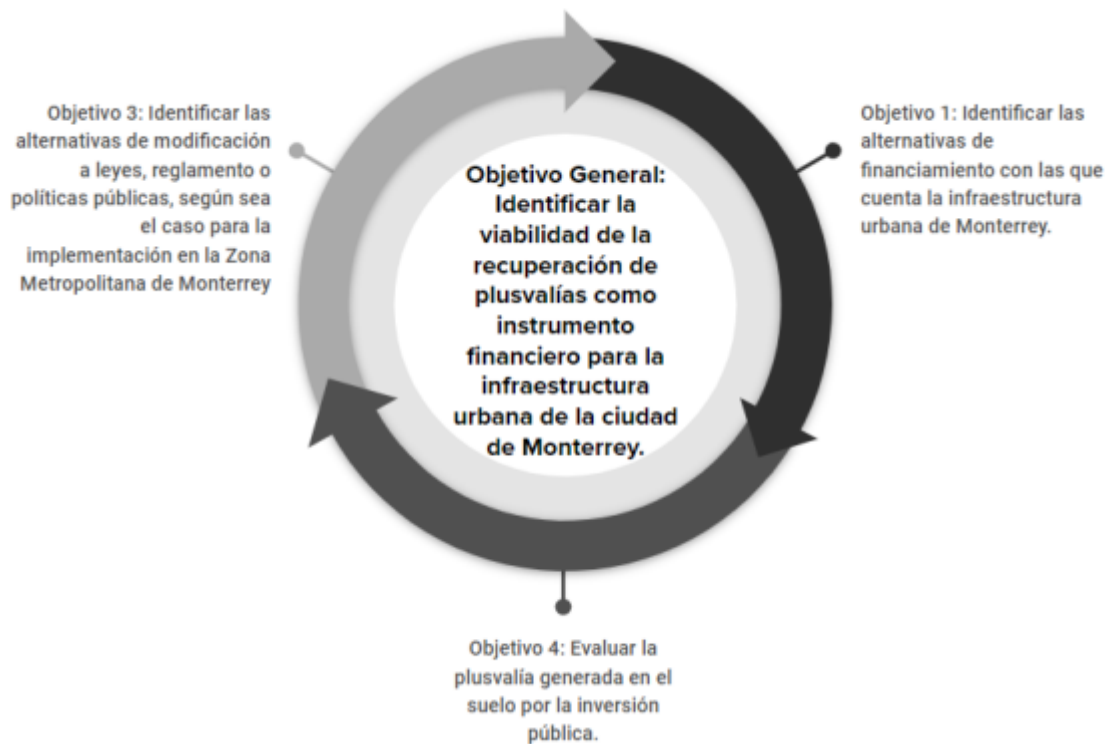 Objetivo General:
Identificar la
viabilidad de la
recuperación de
plusvalías como
instrumento
financiero para la
infraestructura
urbana de la ciudad
de Monterrey.
Objetivo 1: Identificar las
alternativas de
financiamiento con las que
cuenta la infraestructura
urbana de Monterrey.
Objetivo 4: Evaluar la
plusvalía generada en el
suelo por la inversión
pública.
Objetivo 3: Identificar las
alternativas de modificación
a leyes, reglamento o
políticas públicas, según sea
el caso para la
implementación en la Zona
Metropolitana de Monterrey